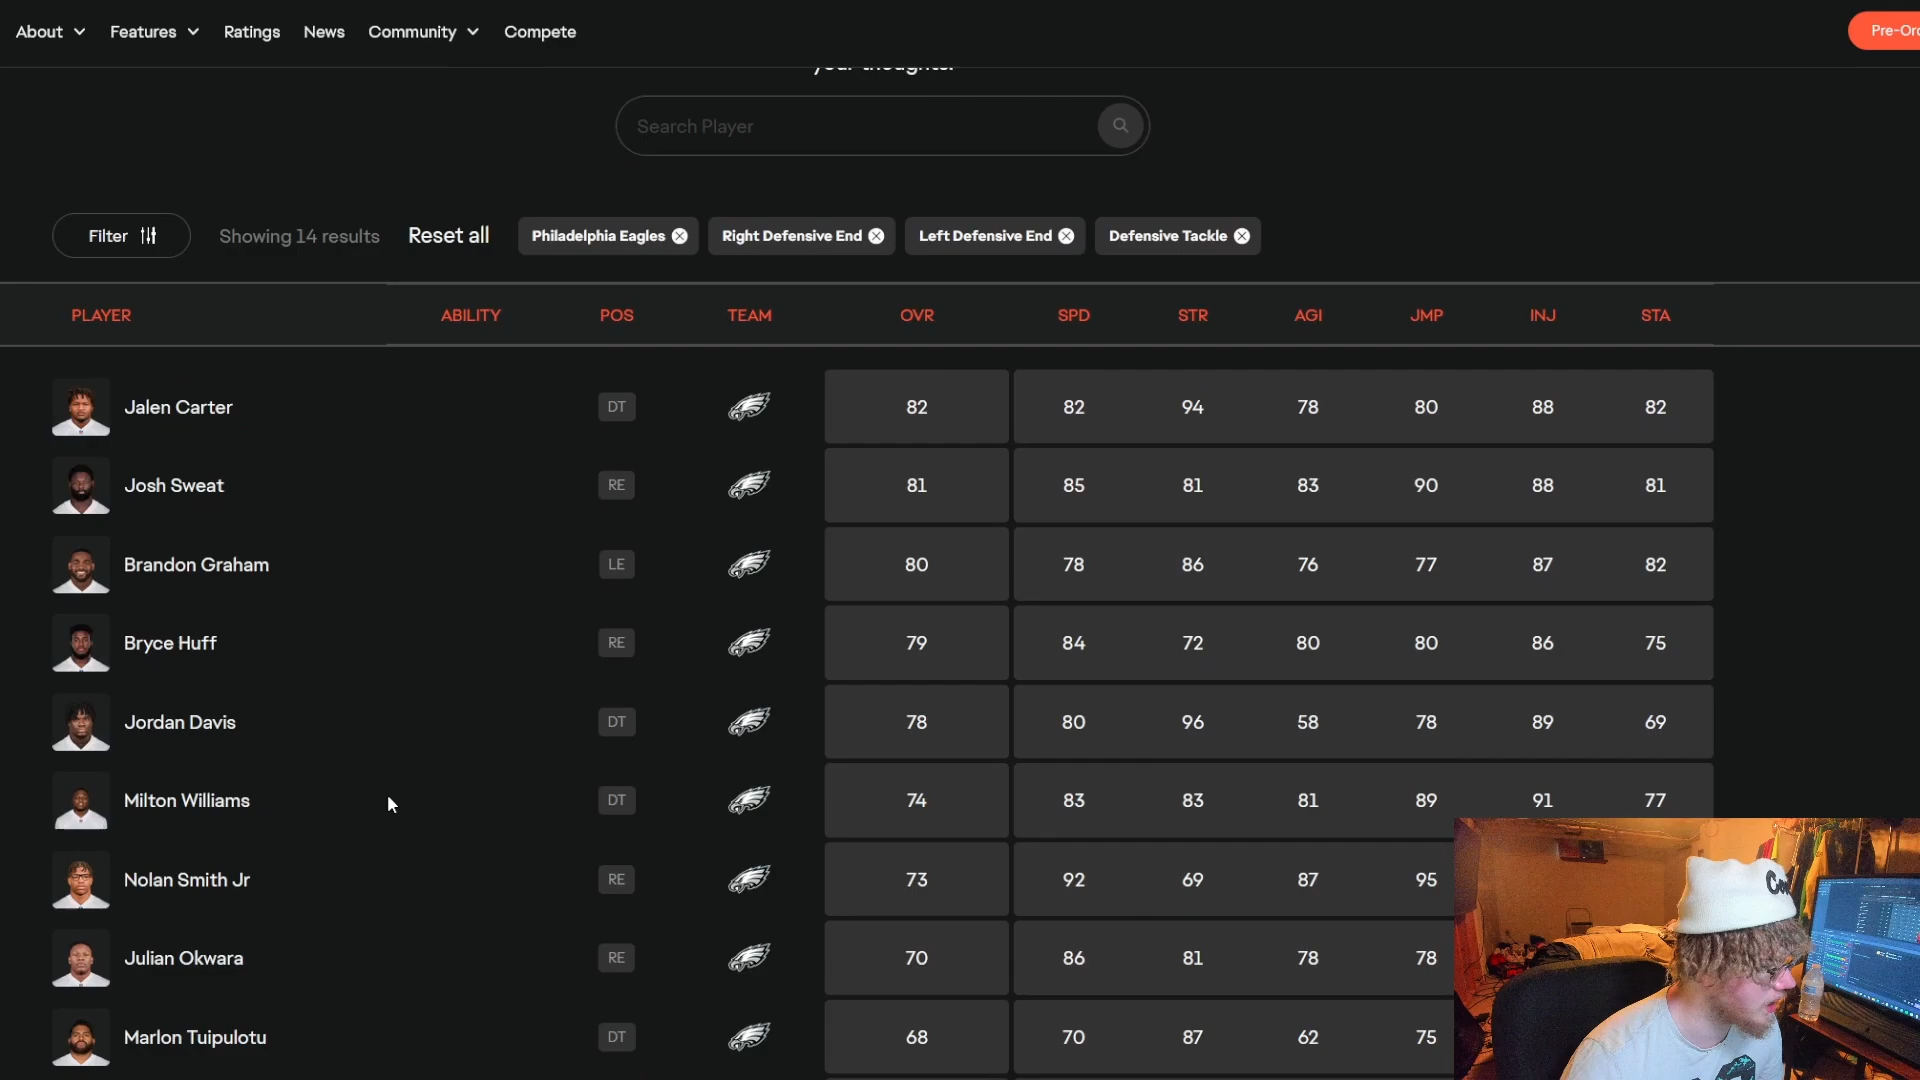 About Features Ratings News Community Compete Pre-Orc
your thoughts.
Search Player
Filter Showing 14 results Reset all Philadelphia Eagles Right Defensive End Left Defensive End Defensive Tackle
PLAYER ABILITY POS TEAM OVR SPD STR AGI JMP INJ STA
Jalen Carter DT 82 82 94 78 80 88 82
Josh Sweat RE 81 85 81 83 90 88 81
Brandon Graham LE 80 78 86 76 77 87 82
Bryce Huff RE 79 84 72 80 80 86 75
Jordan Davis DT 78 80 96 58 78 89 69
Milton Williams DT 74 83 83 81 89 91 77
Nolan Smith Jr RE 73 92 69 87 95
Julian Okwara RE 70 86 81 78 78
Marlon Tuipulotu DT 68 70 87 62 75